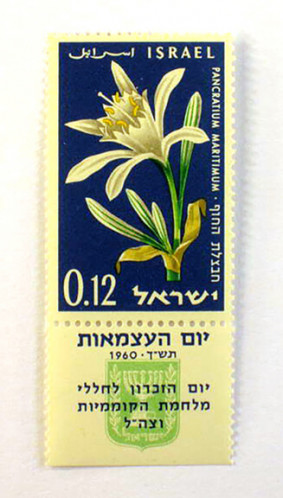 اسرائيل ISRAEL
PANCRATIUM MARITIMUM · חבצלת החוף
0.12 ישראל
יום העצמאות
תש"ך · 1960
יום הזכרון לחללי
מלחמת הקוממיות
וצה"ל